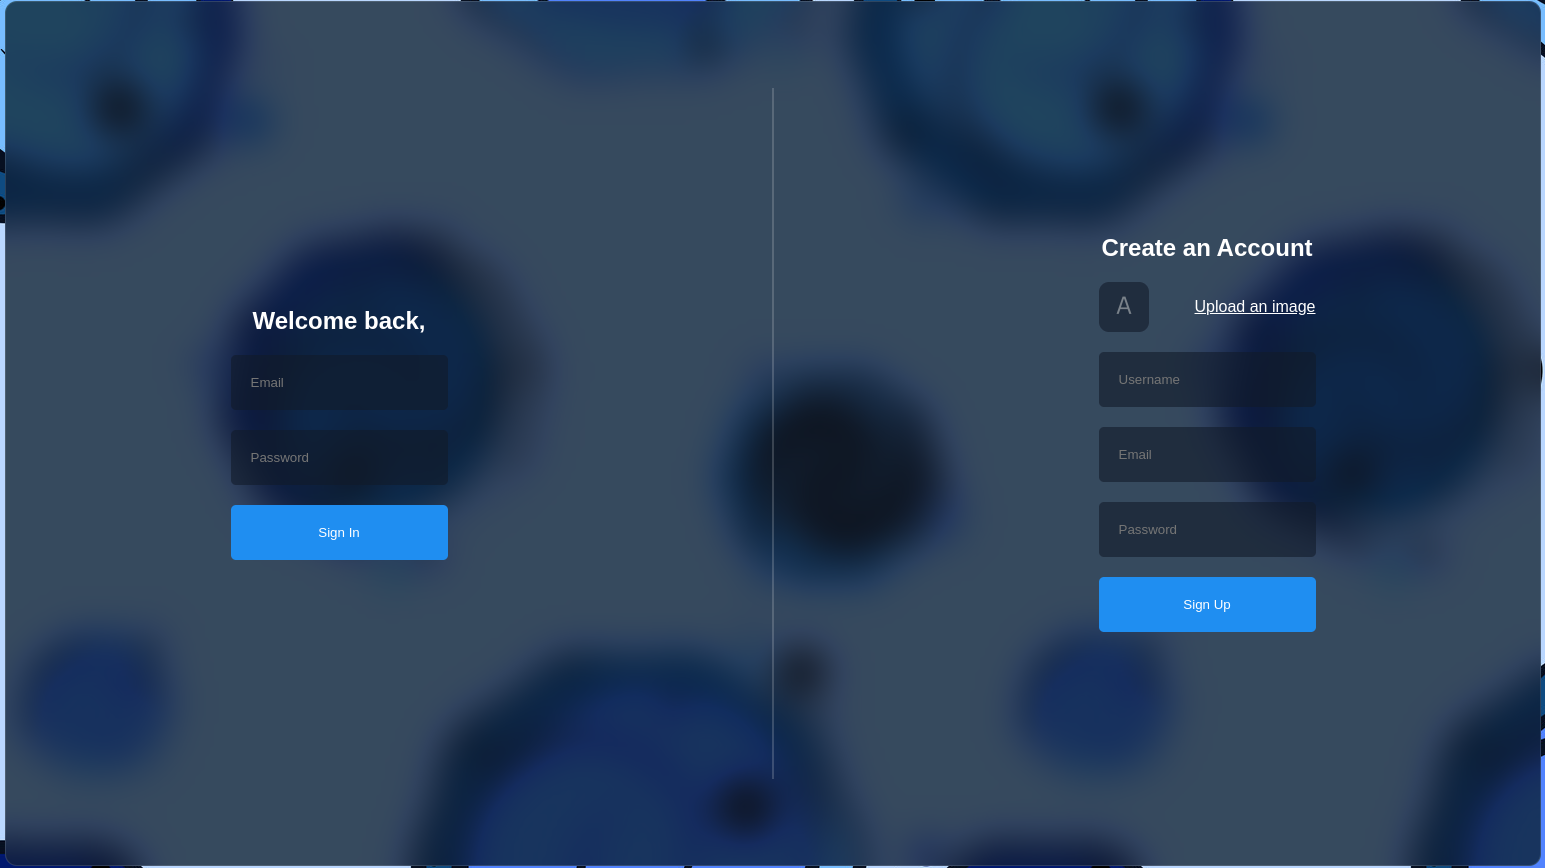 Welcome back,
Email
Password
Sign In
Create an Account
A
Upload an image
Username
Email
Password
Sign Up